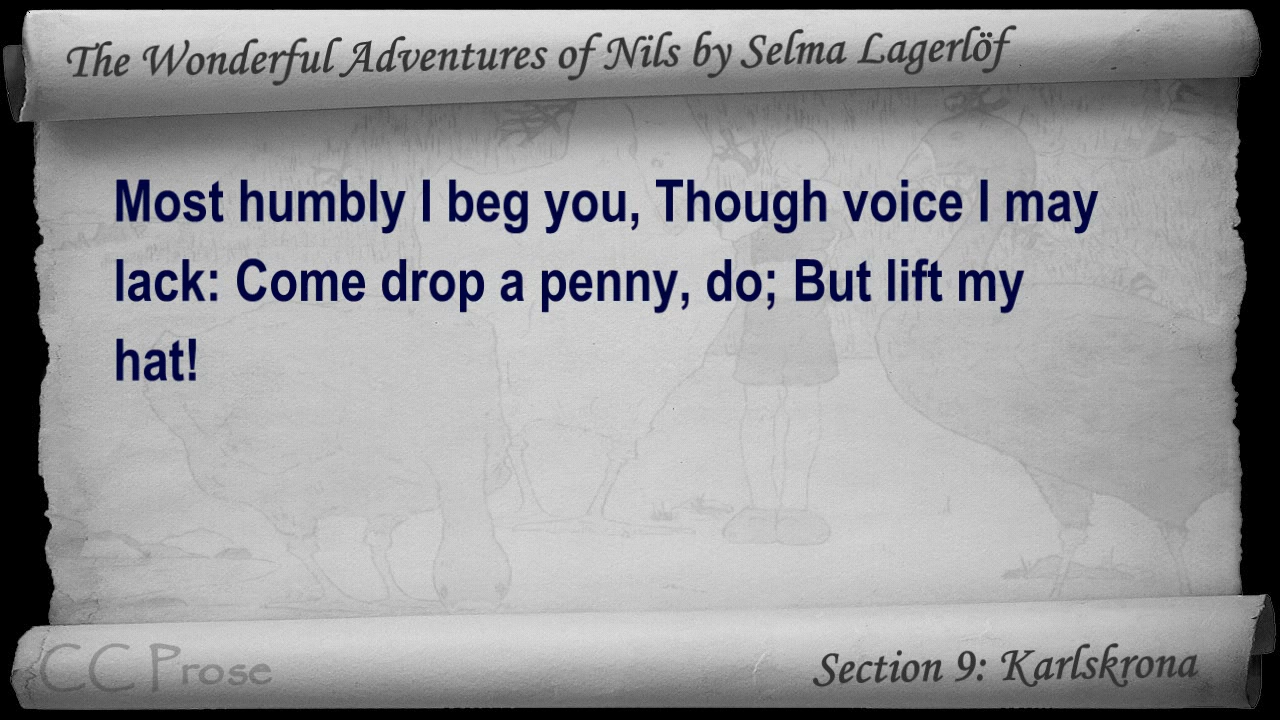 The Wonderful Adventures of Nils by Selma Lagerlöf
Most humbly I beg you, Though voice I may
lack: Come drop a penny, do; But lift my
hat!
CC Prose
Section 9: Karlskrona